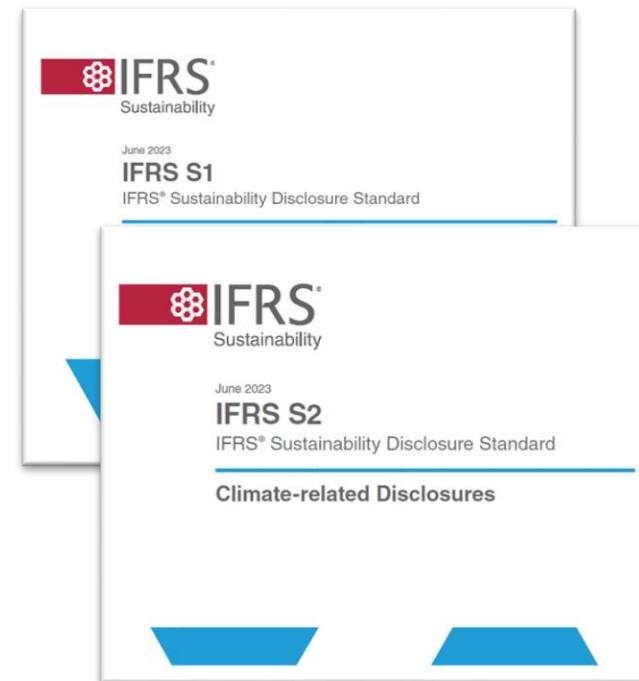 IFRS®
Sustainability
June 2023
IFRS S1
IFRS® Sustainability Disclosure Standard
IFRS®
Sustainability
June 2023
IFRS S2
IFRS® Sustainability Disclosure Standard
Climate-related Disclosures